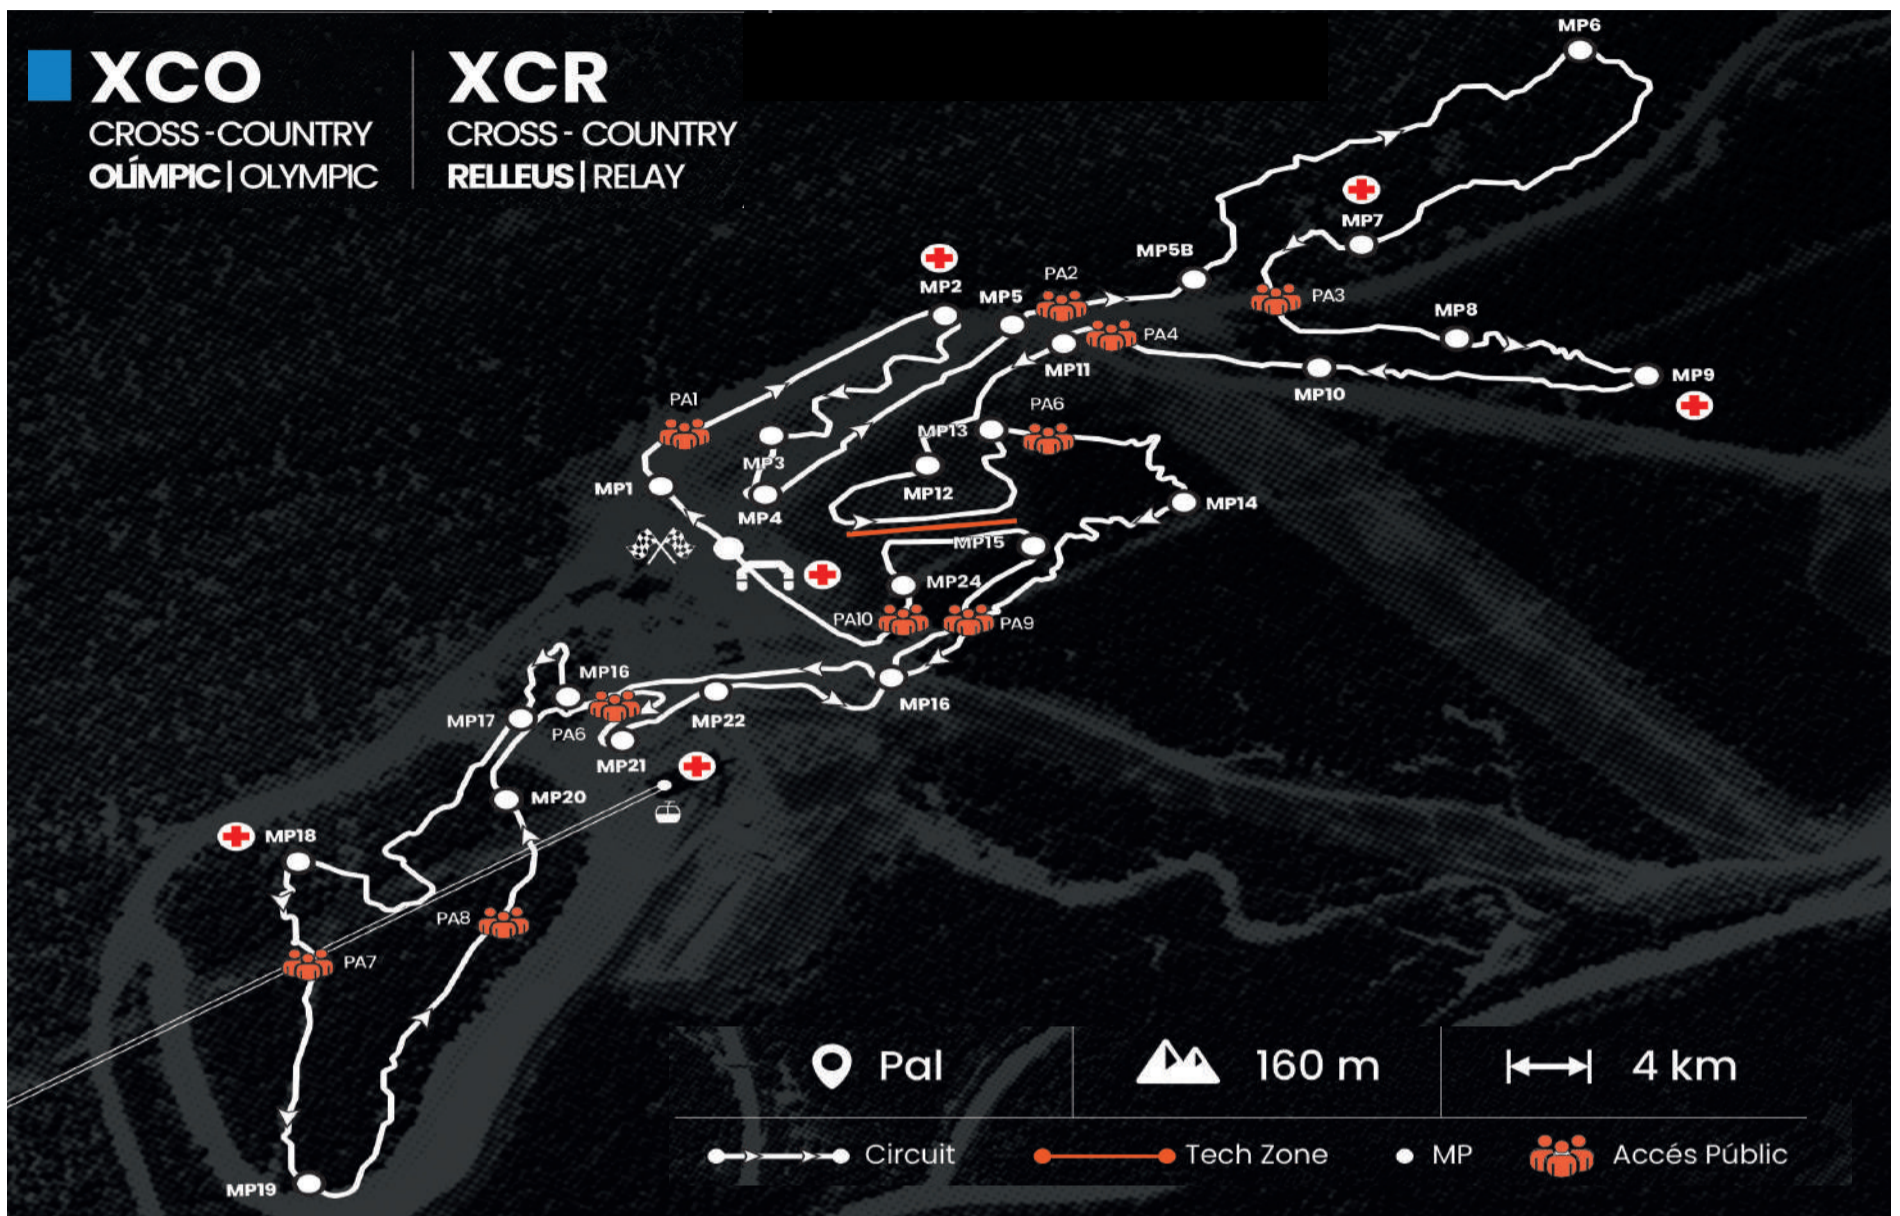 XCO
CROSS-COUNTRY
OLÍMPIC | OLYMPIC
XCR
CROSS - COUNTRY
RELLEUS | RELAY
MP6
MP7
MP5B
PA2
MP2
MP5
PA3
MP8
PA4
MP11
MP10
MP9
PA1
PA6
MP13
MP3
MP12
MP1
MP4
MP14
MP15
MP24
PA10
PA9
MP16
MP16
MP17
PA6
MP22
MP21
MP20
MP18
PA8
PA7
MP19
Pal
160 m
4 km
Circuit
Tech Zone
MP
Accés Públic